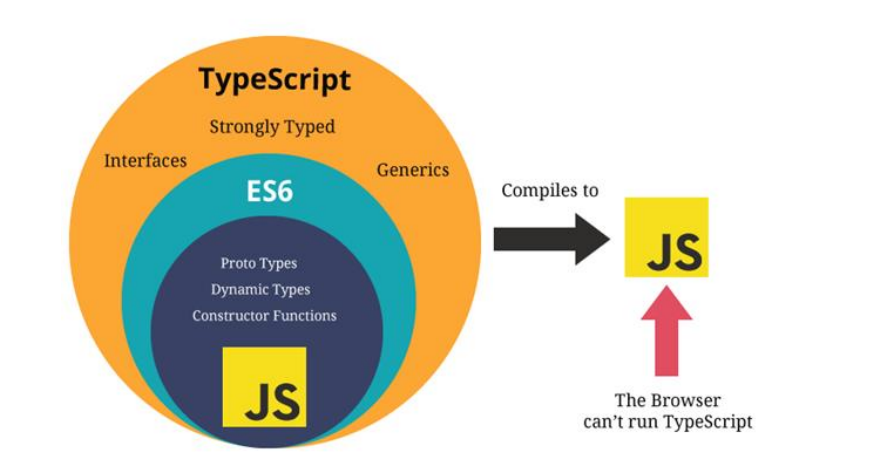 TypeScript
Strongly Typed
Interfaces
Generics
ES6
Proto Types
Dynamic Types
Constructor Functions
JS
Compiles to
JS
The Browser
can’t run TypeScript